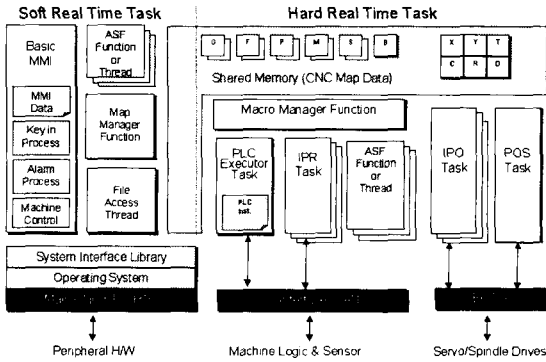 Soft Real Time Task
Hard Real Time Task
Basic
MMI
MMI
Data
Key in
Process
Alarm
Process
Machine
Control
ASF
Function
or
Thread
Map
Manager
Function
File
Access
Thread
G F P M S B
X Y T
C R D
Shared Memory (CNC Map Data)
Macro Manager Function
PLC
Executor
Task
PLC
IPR
Task
ASF
Function
or
Thread
IPO
Task
POS
Task
System Interface Library
Operating System
Peripheral H/W
Machine Logic & Sensor
Servo/Spindle Drives